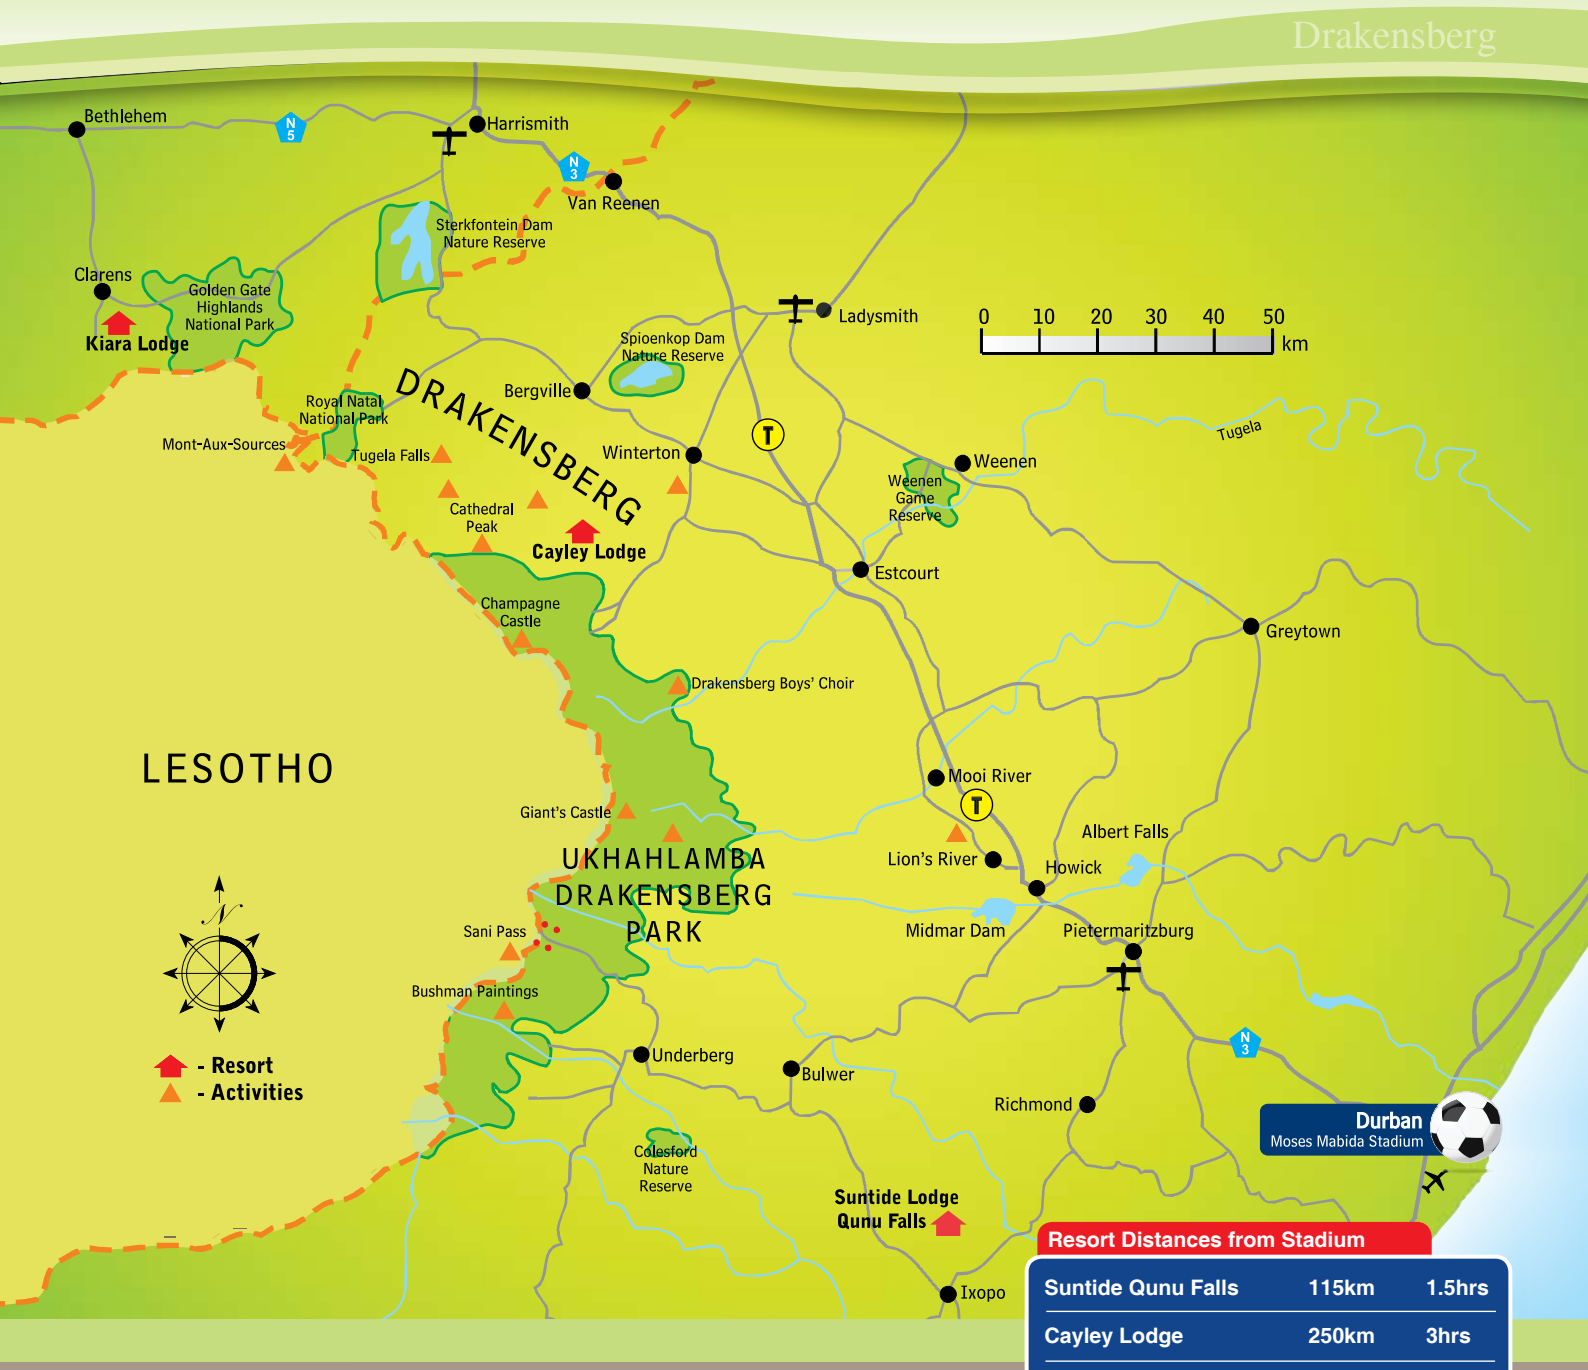 Drakensberg
Bethlehem
N
5
Harrismith
N
3
Van Reenen
Sterkfontein Dam
Nature Reserve
Clarens
Golden Gate
Highlands
National Park
Kiara Lodge
Ladysmith
0 10 20 30 40 50
km
Spioenkop Dam
Nature Reserve
Bergville
DRAKENSBERG
Royal Natal
National Park
Mont-Aux-Sources
Tugela Falls
Winterton
T
Tugela
Weenen
Weenen
Game
Reserve
Cathedral
Peak
Cayley Lodge
Estcourt
Champagne
Castle
Greytown
Drakensberg Boys' Choir
LESOTHO
Mooi River
T
Giant's Castle
Albert Falls
Lion's River
Howick
UKHAHLAMBA
DRAKENSBERG
PARK
N
Sani Pass
Midmar Dam
Pietermaritzburg
Bushman Paintings
N
3
Underberg
Bulwer
- Resort
- Activities
Richmond
Durban
Moses Mabida Stadium
Colesford
Nature
Reserve
Suntide Lodge
Qunu Falls
Ixopo
Resort Distances from Stadium
Suntide Qunu Falls 115km 1.5hrs
Cayley Lodge 250km 3hrs